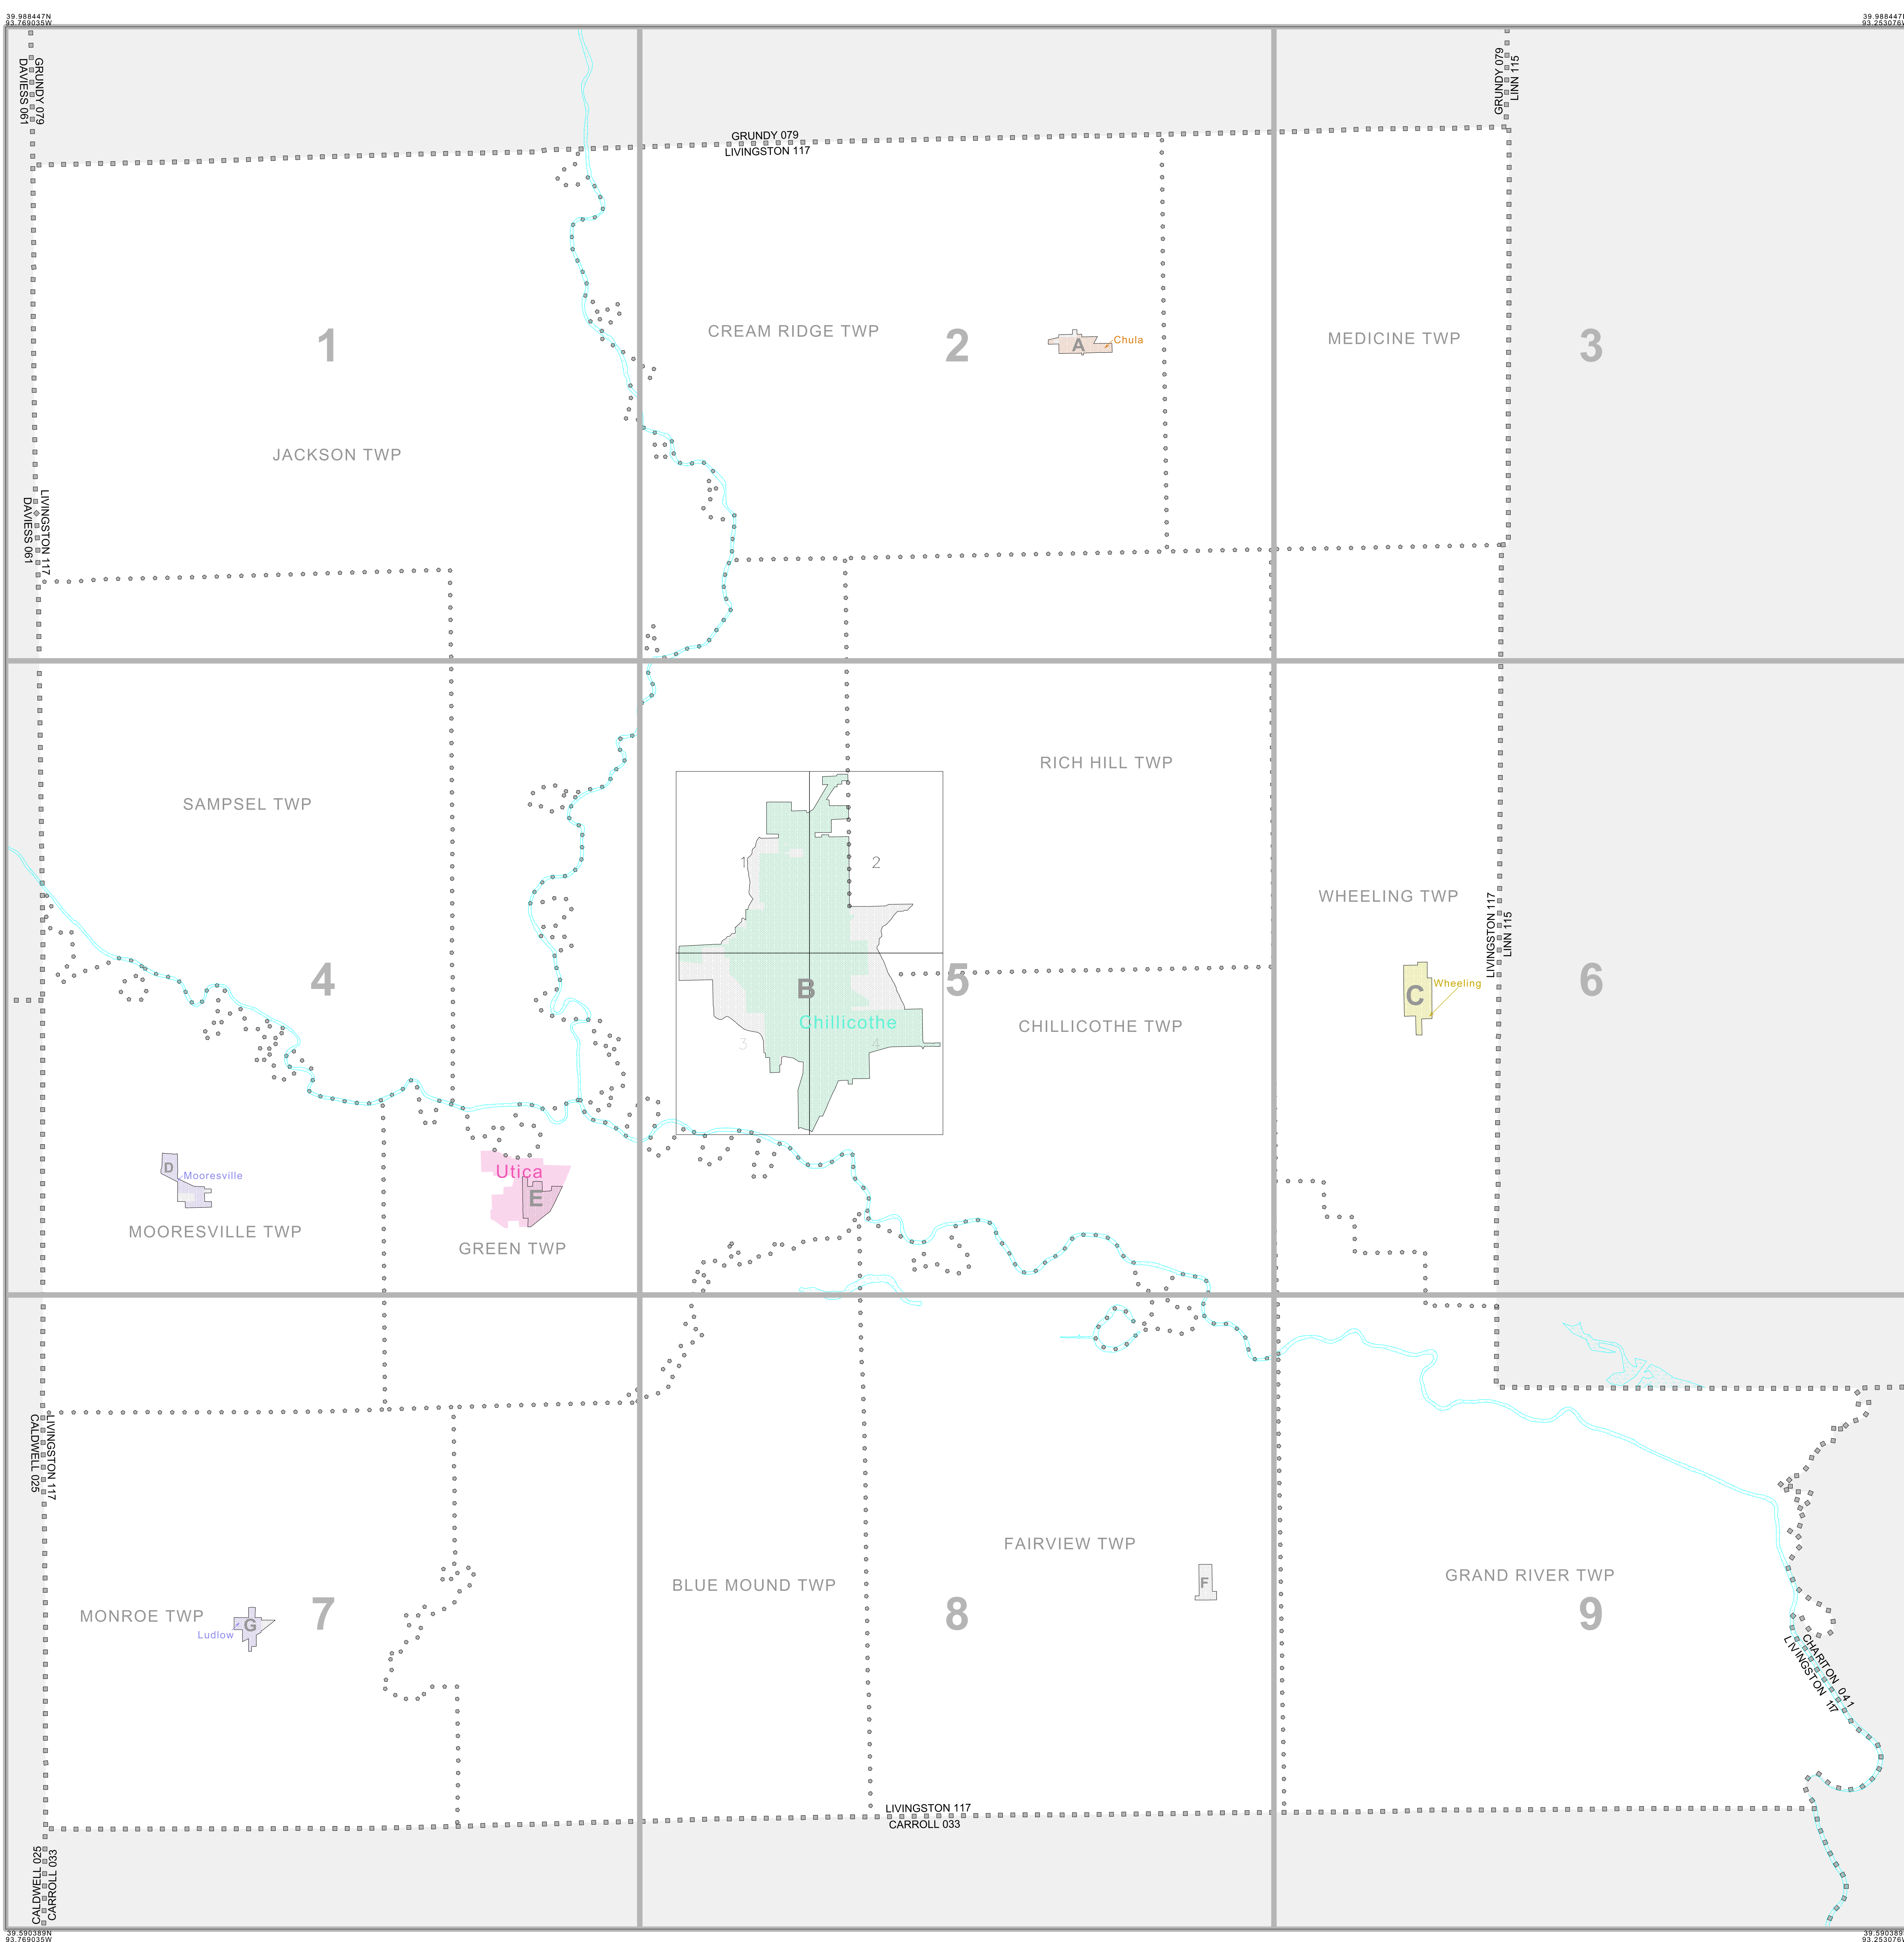 39.988447N
93.769035W
39.988447N
93.253076W
GRUNDY 079
DAVIESS 061
GRUNDY 079
LINN 115
GRUNDY 079
LIVINGSTON 117
1
CREAM RIDGE TWP
2
A
Chula
MEDICINE TWP
3
JACKSON TWP
LIVINGSTON 117
DAVIESS 061
RICH HILL TWP
SAMPSEL TWP
1
2
WHEELING TWP
LIVINGSTON 117
LINN 115
4
B
5
C
Wheeling
6
Chillicothe
CHILLICOTHE TWP
3
4
D
Mooresville
Utica
E
MOORESVILLE TWP
GREEN TWP
LIVINGSTON 117
CALDWELL 025
FAIRVIEW TWP
BLUE MOUND TWP
F
GRAND RIVER TWP
MONROE TWP
G
Ludlow
7
8
9
CHARITON 041
LIVINGSTON 117
LIVINGSTON 117
CARROLL 033
CALDWELL 025
CARROLL 033
39.590389N
93.769035W
39.590389
93.253076W